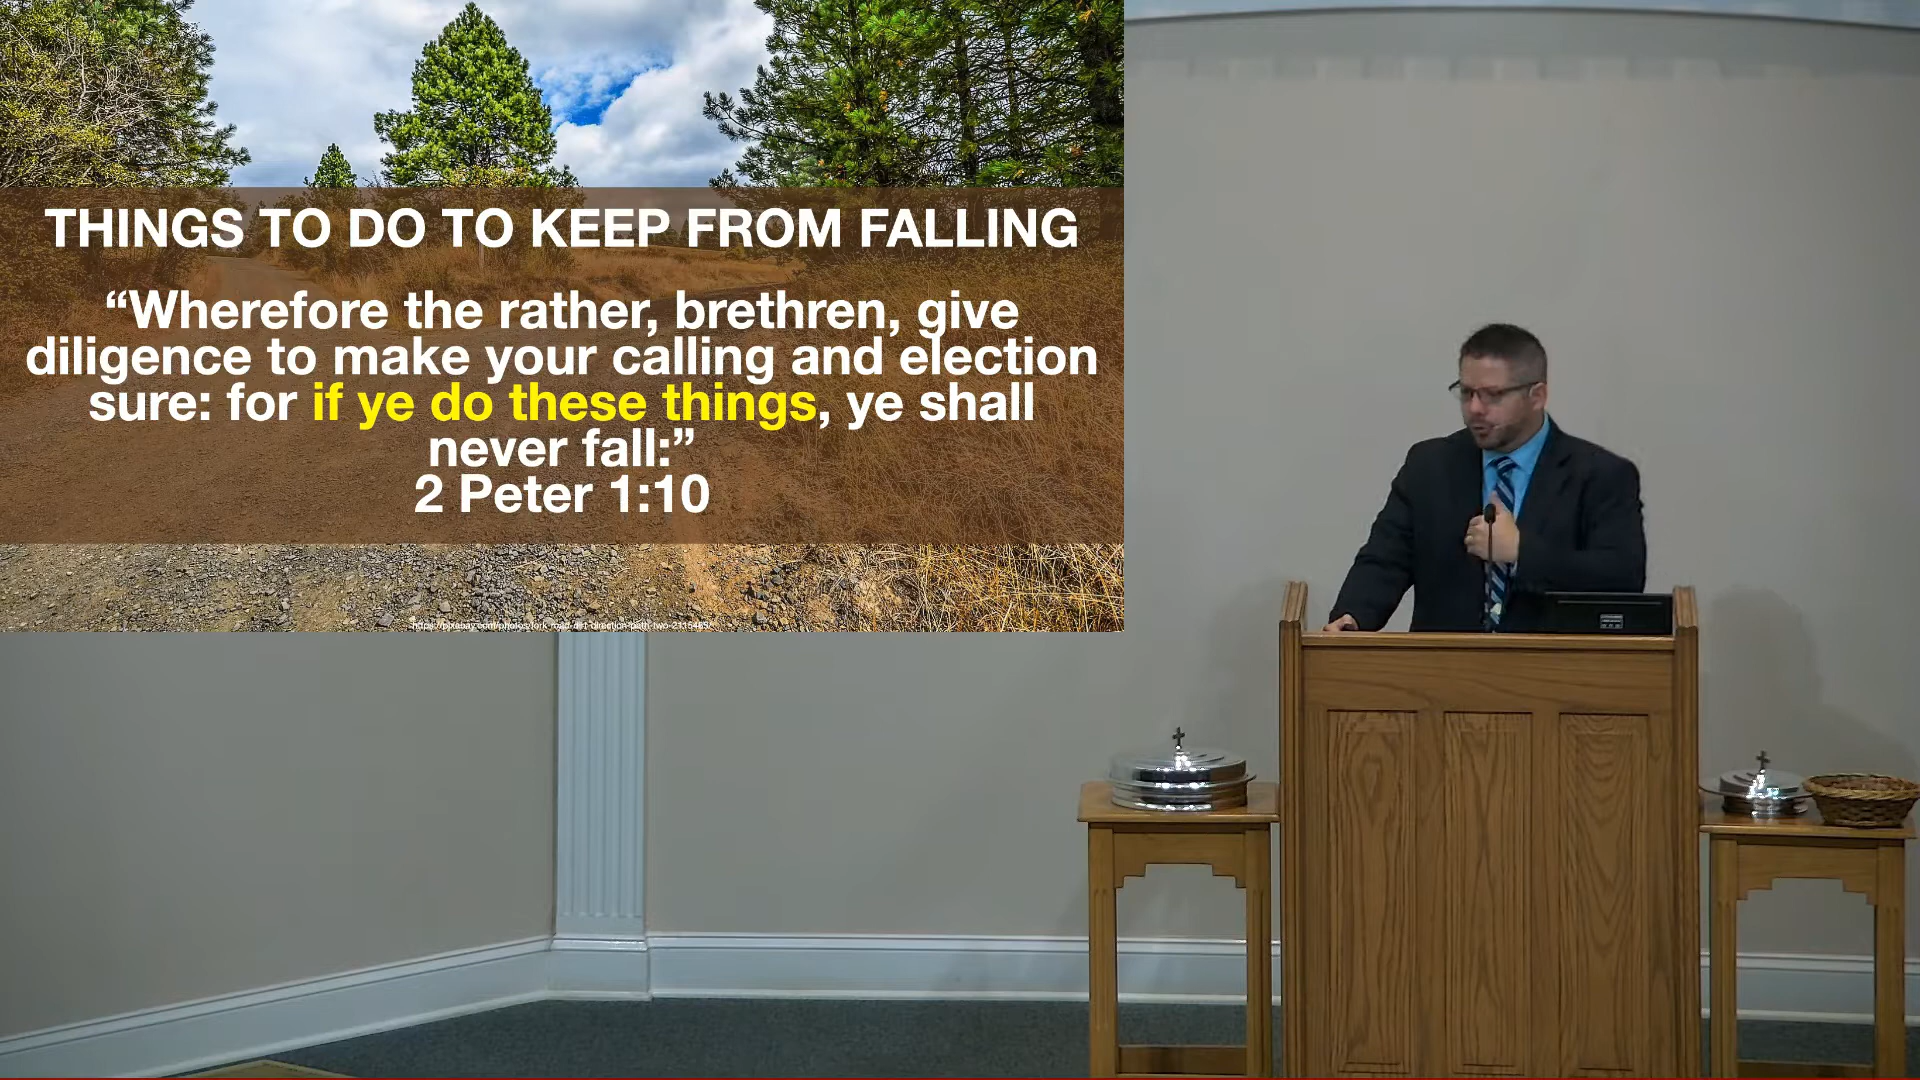 THINGS TO DO TO KEEP FROM FALLING
“Wherefore the rather, brethren, give
diligence to make your calling and election
sure: for if ye do these things, ye shall
never fall:”
2 Peter 1:10